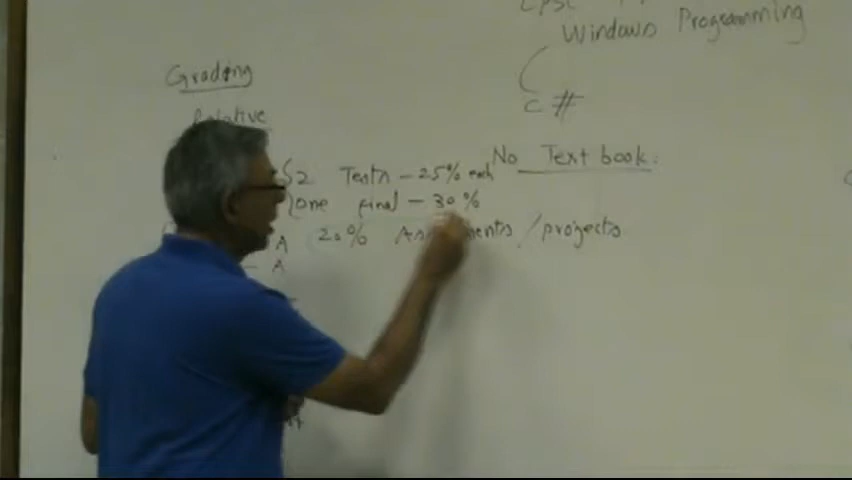 CPSC
Windows Programming
C #
Grading
Relative
No Text book.
2 Tests - 25% each
one final - 30%
A 20% Assignments / projects
- A